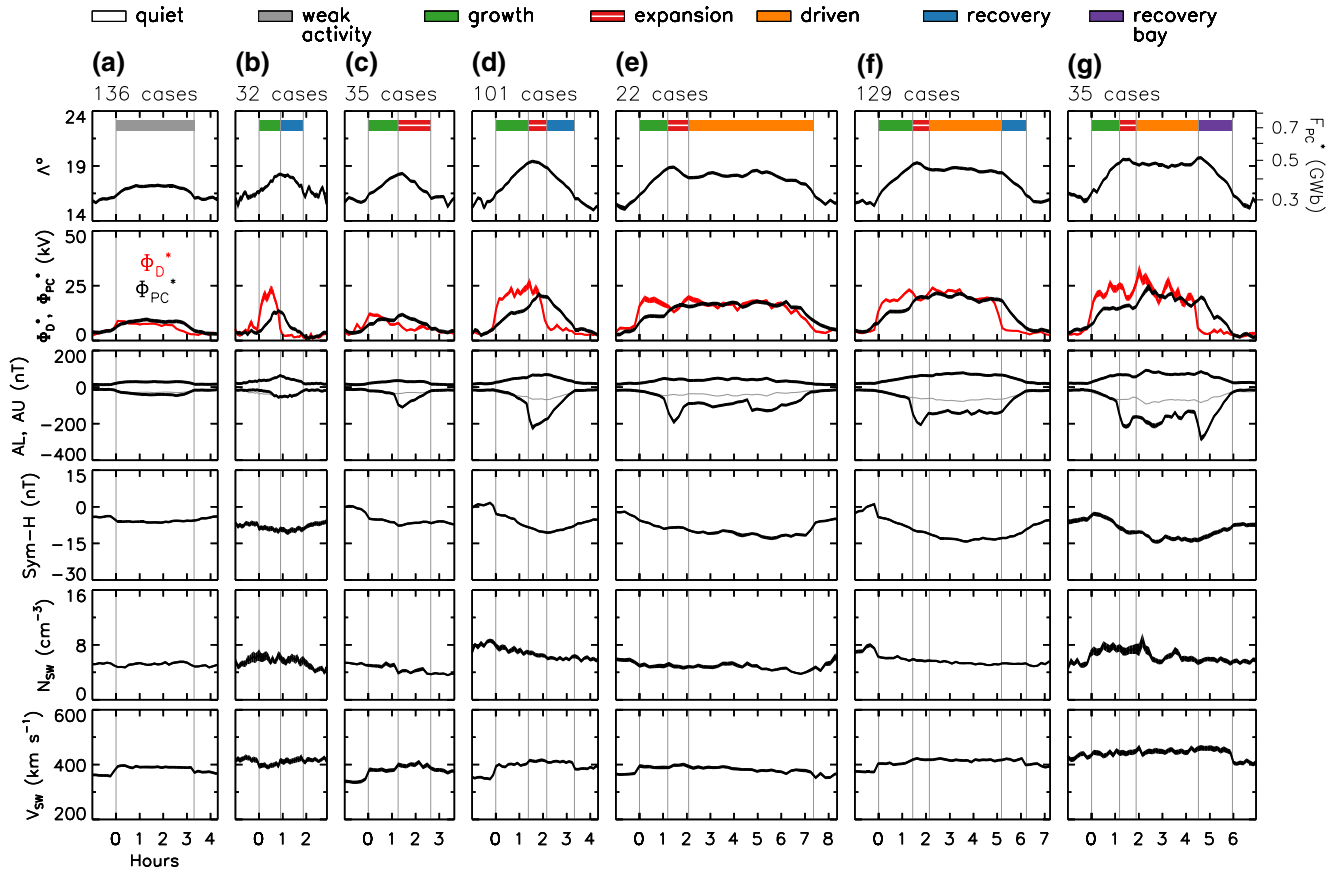 quiet
weak activity
growth
expansion
driven
recovery
recovery bay
(a) (b) (c) (d) (e) (f) (g)
136 cases 32 cases 35 cases 101 cases 22 cases 129 cases 35 cases
24
19
14
Λ°
0.7
0.5
0.3
F_PC* (GWb)
50
25
0
Φ_D*, Φ_PC* (kV)
Φ_D*
Φ_PC*
200
0
−200
−400
AL, AU (nT)
15
0
−15
−30
Sym−H (nT)
16
8
0
N_SW (cm⁻³)
600
400
200
V_SW (km s⁻¹)
0 1 2 3 4 0 1 2 0 1 2 3 0 1 2 3 4 0 1 2 3 4 5 6 7 8 0 1 2 3 4 5 6 7 0 1 2 3 4 5 6
Hours